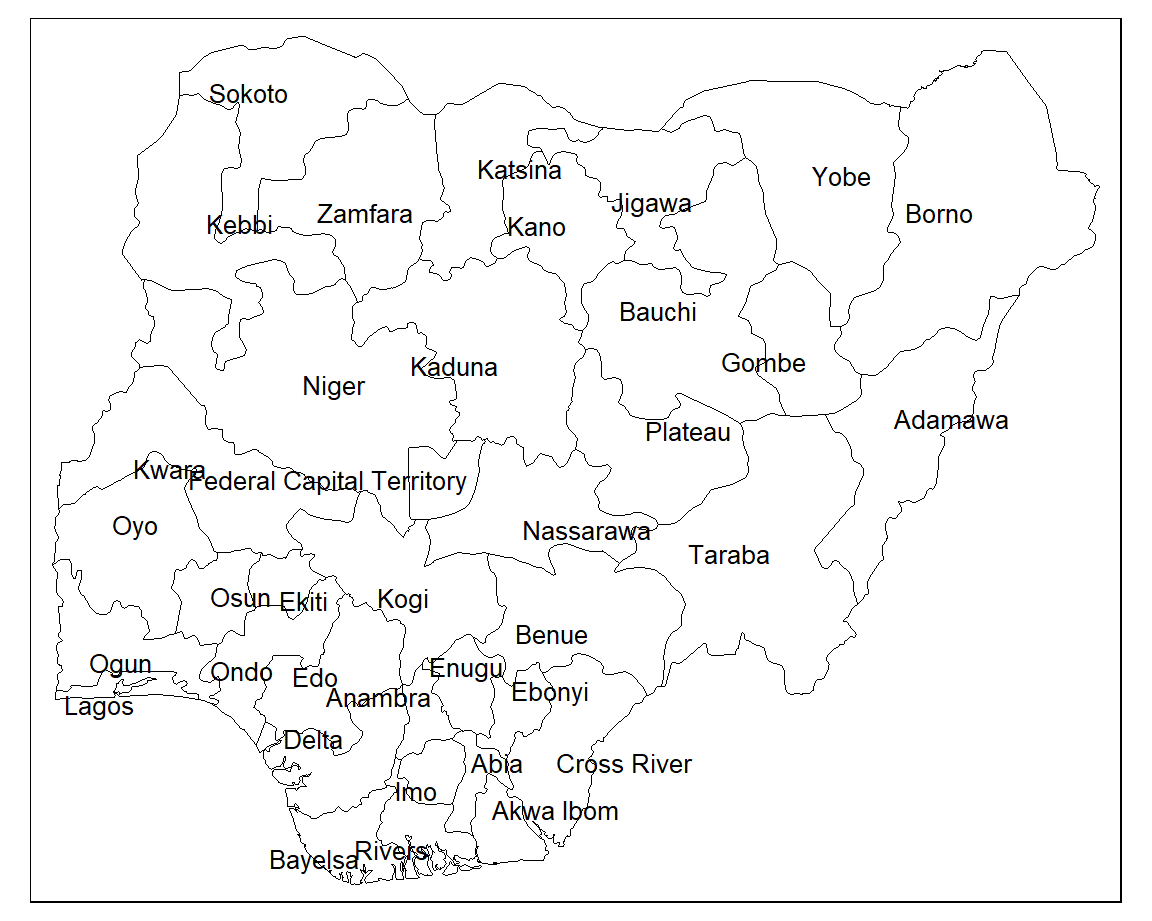 Sokoto
Katsina
Yobe
Jigawa
Zamfara
Borno
Kebbi
Kano
Bauchi
Gombe
Kaduna
Niger
Adamawa
Plateau
Kwara
Federal Capital Territory
Oyo
Nassarawa
Taraba
Osun
Ekiti
Kogi
Benue
Ogun
Ondo
Edo
Enugu
Ebonyi
Anambra
Lagos
Delta
Abia
Cross River
Imo
Akwa Ibom
Rivers
Bayelsa